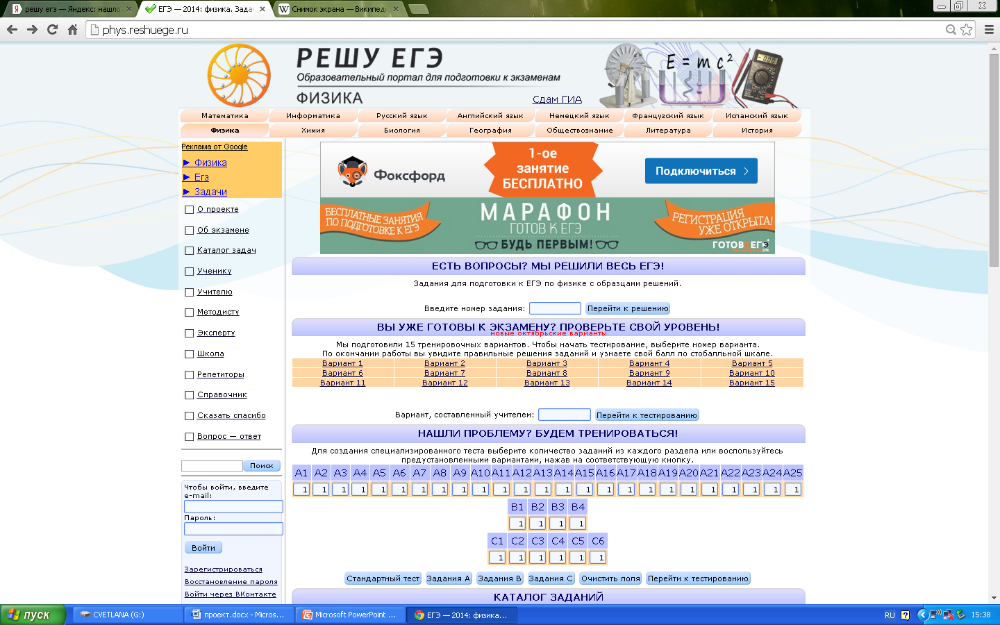 решу егэ — Яндекс: нашло
ЕГЭ — 2014: физика. Зада
Снимок экрана — Википед
phys.reshuege.ru
РЕШУ ЕГЭ
Образовательный портал для подготовки к экзаменам
ФИЗИКА
Сдам ГИА
E = mc²
Математика Информатика Русский язык Английский язык Немецкий язык Французский язык Испанский язык
Физика Химия Биология География Обществознание Литература История
Реклама от Google
► Физика
► Егэ
► Задачи
О проекте
Об экзамене
Каталог задач
Ученику
Учителю
Методисту
Эксперту
Школа
Репетиторы
Справочник
Сказать спасибо
Вопрос — ответ
Поиск
Чтобы войти, введите
e-mail:
Пароль:
Войти
Зарегистрироваться
Восстановление пароля
Войти через ВКонтакте
Фоксфорд
1-ое
занятие
БЕСПЛАТНО
Подключиться
БЕСПЛАТНЫЕ ЗАНЯТИЯ
ПО ПОДГОТОВКЕ К ЕГЭ
МАРАФОН
ГОТОВ К ЕГЭ
БУДЬ ПЕРВЫМ!
РЕГИСТРАЦИЯ
УЖЕ ОТКРЫТА!
ГОТОВКЕГЭ
ЕСТЬ ВОПРОСЫ? МЫ РЕШИЛИ ВЕСЬ ЕГЭ!
Задания для подготовки к ЕГЭ по физике с образцами решений.
Введите номер задания: Перейти к решению
ВЫ УЖЕ ГОТОВЫ К ЭКЗАМЕНУ? ПРОВЕРЬТЕ СВОЙ УРОВЕНЬ!
новые октябрьские варианты
Мы подготовили 15 тренировочных вариантов. Чтобы начать тестирование, выберите номер варианта.
По окончании работы вы увидите правильные решения заданий и узнаете свой балл по стобалльной шкале.
Вариант 1 Вариант 2 Вариант 3 Вариант 4 Вариант 5
Вариант 6 Вариант 7 Вариант 8 Вариант 9 Вариант 10
Вариант 11 Вариант 12 Вариант 13 Вариант 14 Вариант 15
Вариант, составленный учителем: Перейти к тестированию
НАШЛИ ПРОБЛЕМУ? БУДЕМ ТРЕНИРОВАТЬСЯ!
Для создания специализированного теста выберите количество заданий из каждого раздела или воспользуйтесь
предустановленными вариантами, нажав на соответствующую кнопку.
A1 A2 A3 A4 A5 A6 A7 A8 A9 A10 A11 A12 A13 A14 A15 A16 A17 A18 A19 A20 A21 A22 A23 A24 A25
1 1 1 1 1 1 1 1 1 1 1 1 1 1 1 1 1 1 1 1 1 1 1 1 1
B1 B2 B3 B4
1 1 1 1
C1 C2 C3 C4 C5 C6
1 1 1 1 1 1
Стандартный тест Задания А Задания B Задания С Очистить поля Перейти к тестированию
КАТАЛОГ ЗАДАНИЙ
пуск
CVETLANA (G:)
проект.docx - Micros...
Microsoft PowerPoint ...
ЕГЭ — 2014: физика...
RU
15:38